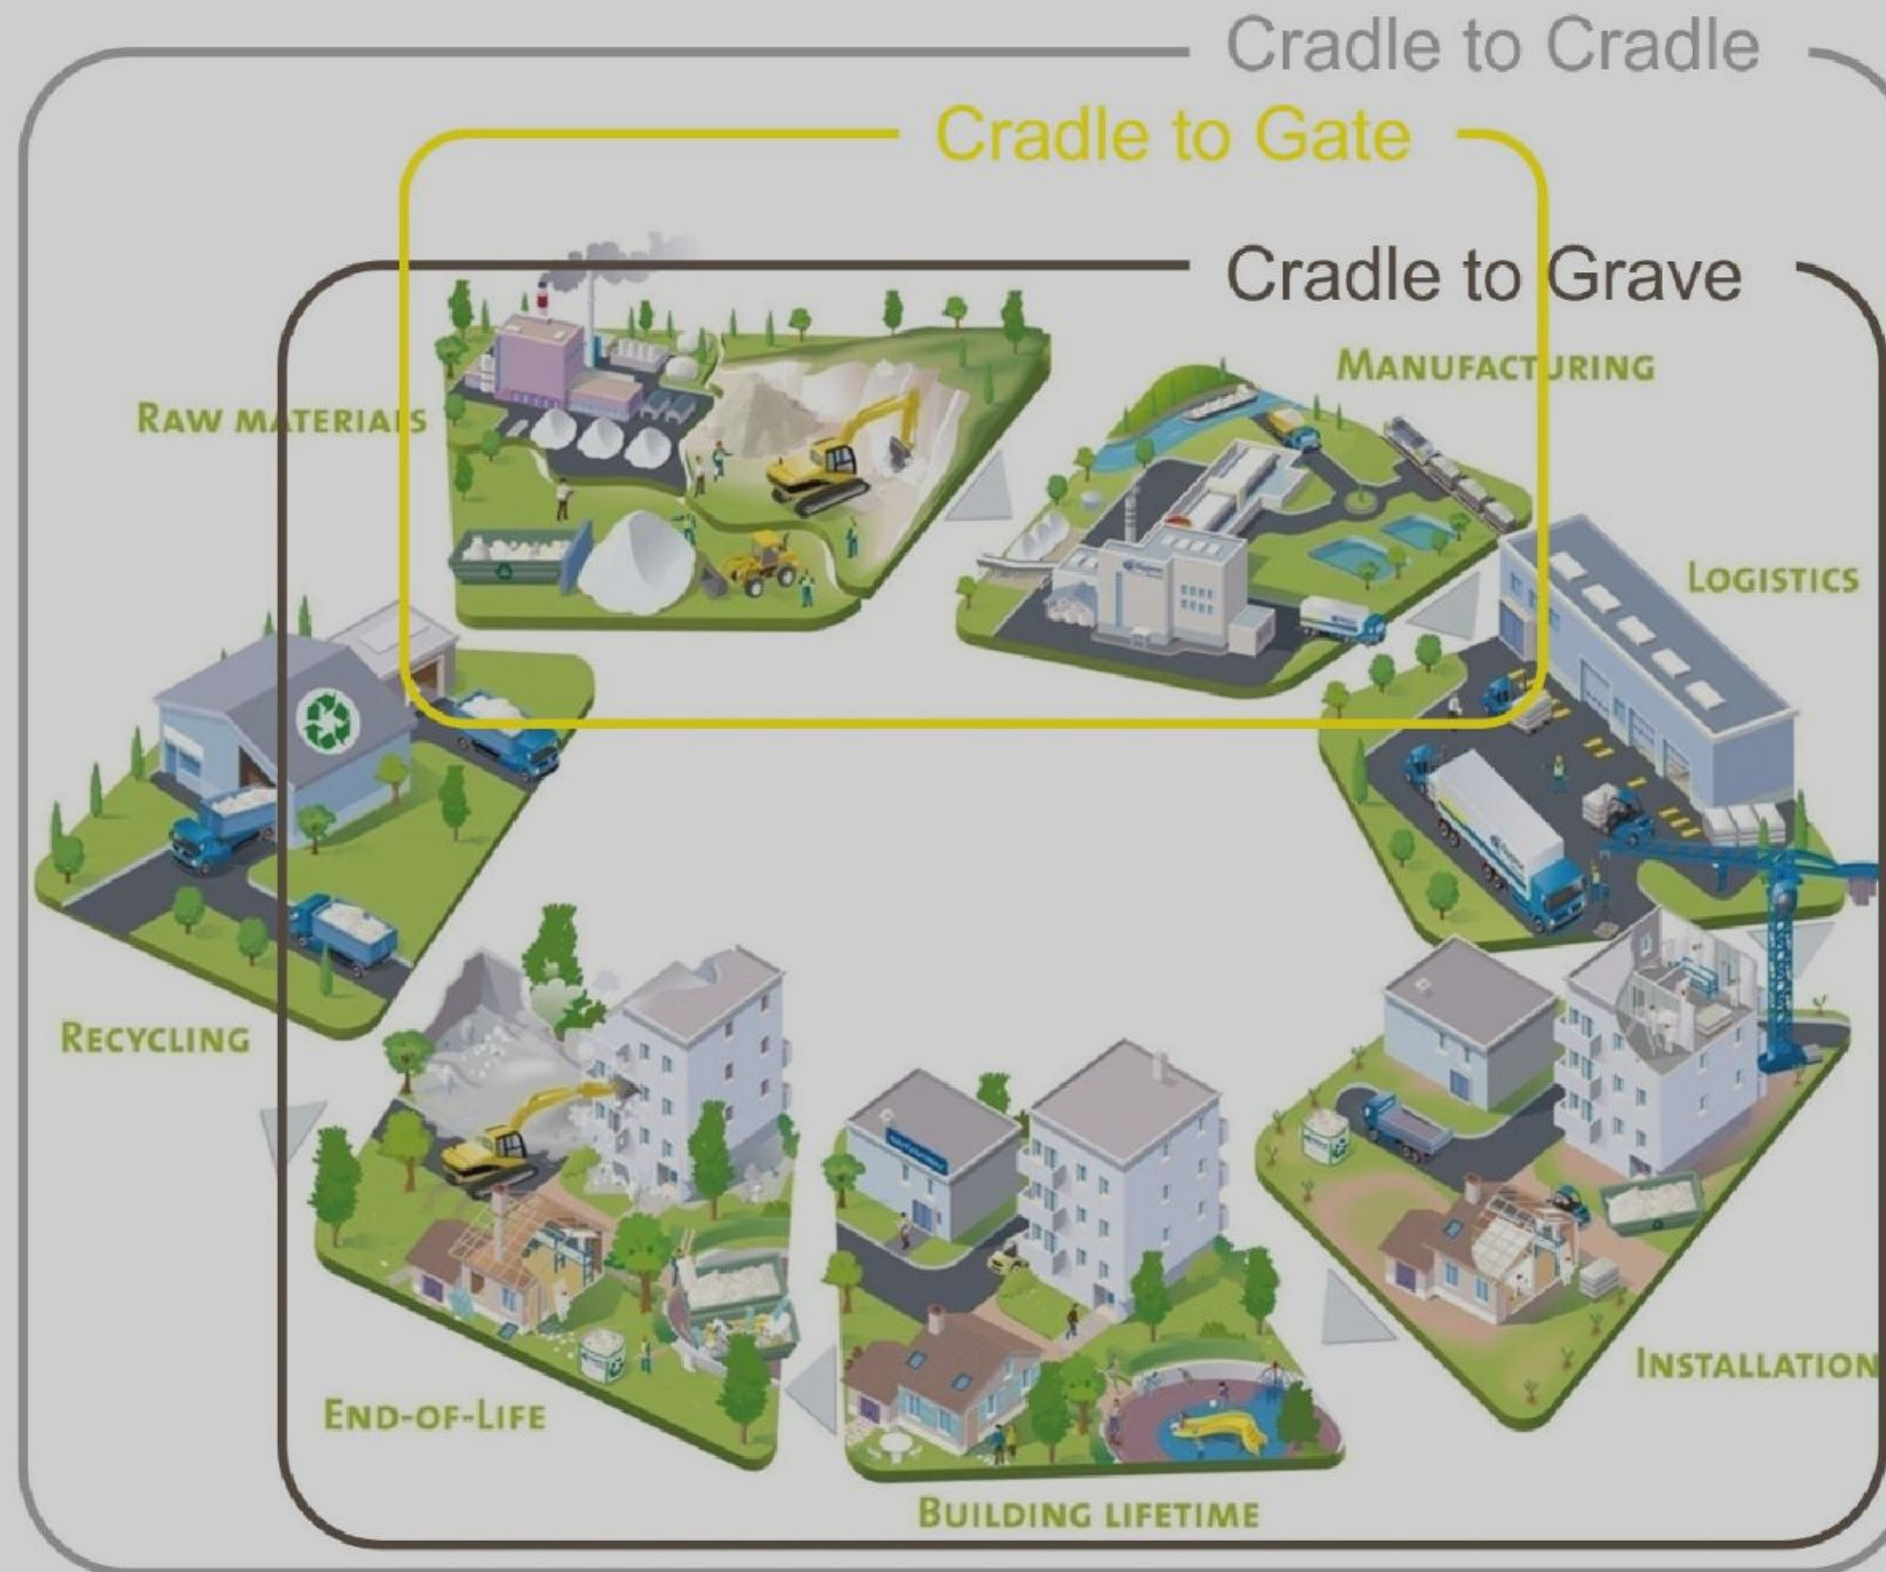 Cradle to Cradle
Cradle to Gate
Cradle to Grave
MANUFACTURING
RAW MATERIALS
LOGISTICS
RECYCLING
INSTALLATION
END-OF-LIFE
BUILDING LIFETIME